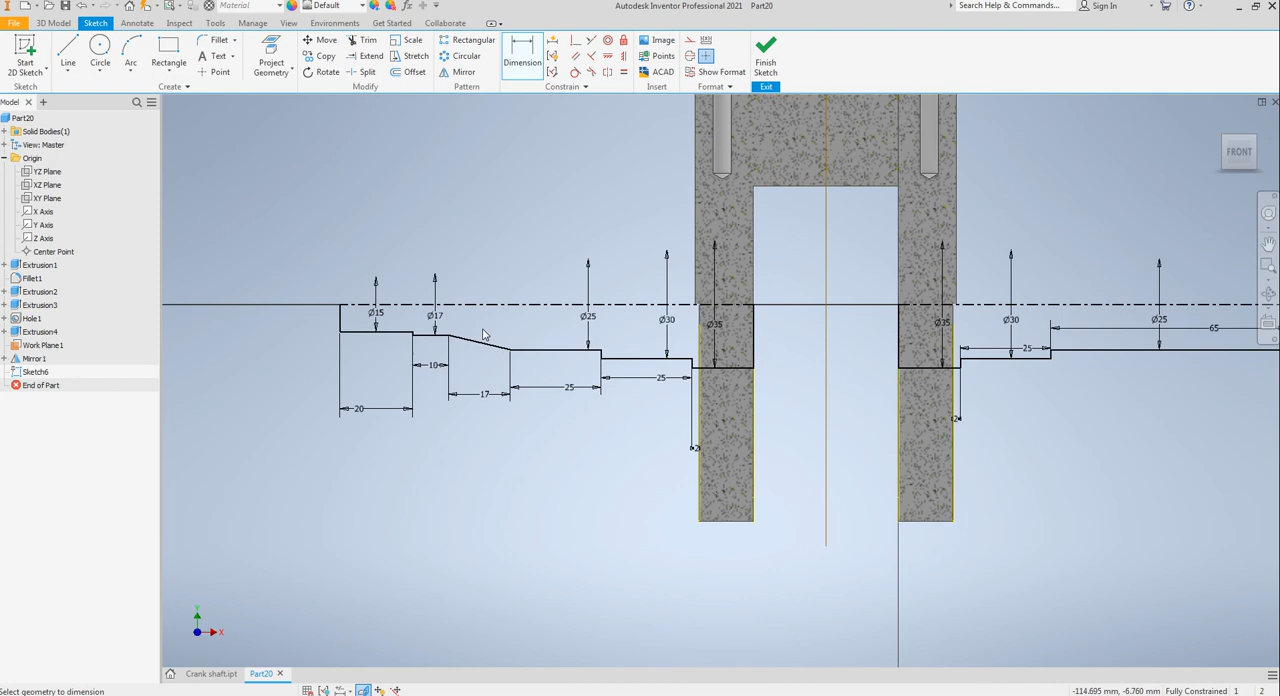 Material
Default
Autodesk Inventor Professional 2021 Part20
Search Help & Commands...
Sign In
File 3D Model Sketch Annotate Inspect Tools Manage View Environments Get Started Collaborate
Start
2D Sketch
Line
Circle
Arc
Rectangle
Fillet
Text
Point
Project
Geometry
Move Trim Scale
Copy Extend Stretch
Rotate Split Offset
Rectangular
Circular
Mirror
Dimension
Image
Points
ACAD
Show Format
Finish
Sketch
Sketch Create Modify Pattern Constrain Insert Format Exit
Model
Part20
Solid Bodies(1)
View: Master
Origin
YZ Plane
XZ Plane
XY Plane
X Axis
Y Axis
Z Axis
Center Point
Extrusion1
Fillet1
Extrusion2
Extrusion3
Hole1
Extrusion4
Work Plane1
Mirror1
Sketch6
End of Part
FRONT
Ø15 Ø17 Ø25 Ø30 Ø35 Ø35 Ø30 Ø25
65
25
10
25
25
17
20
2
2
Y
X
Crank shaft.ipt Part20
Select geometry to dimension
-114.695 mm, -6.760 mm Fully Constrained 1 2